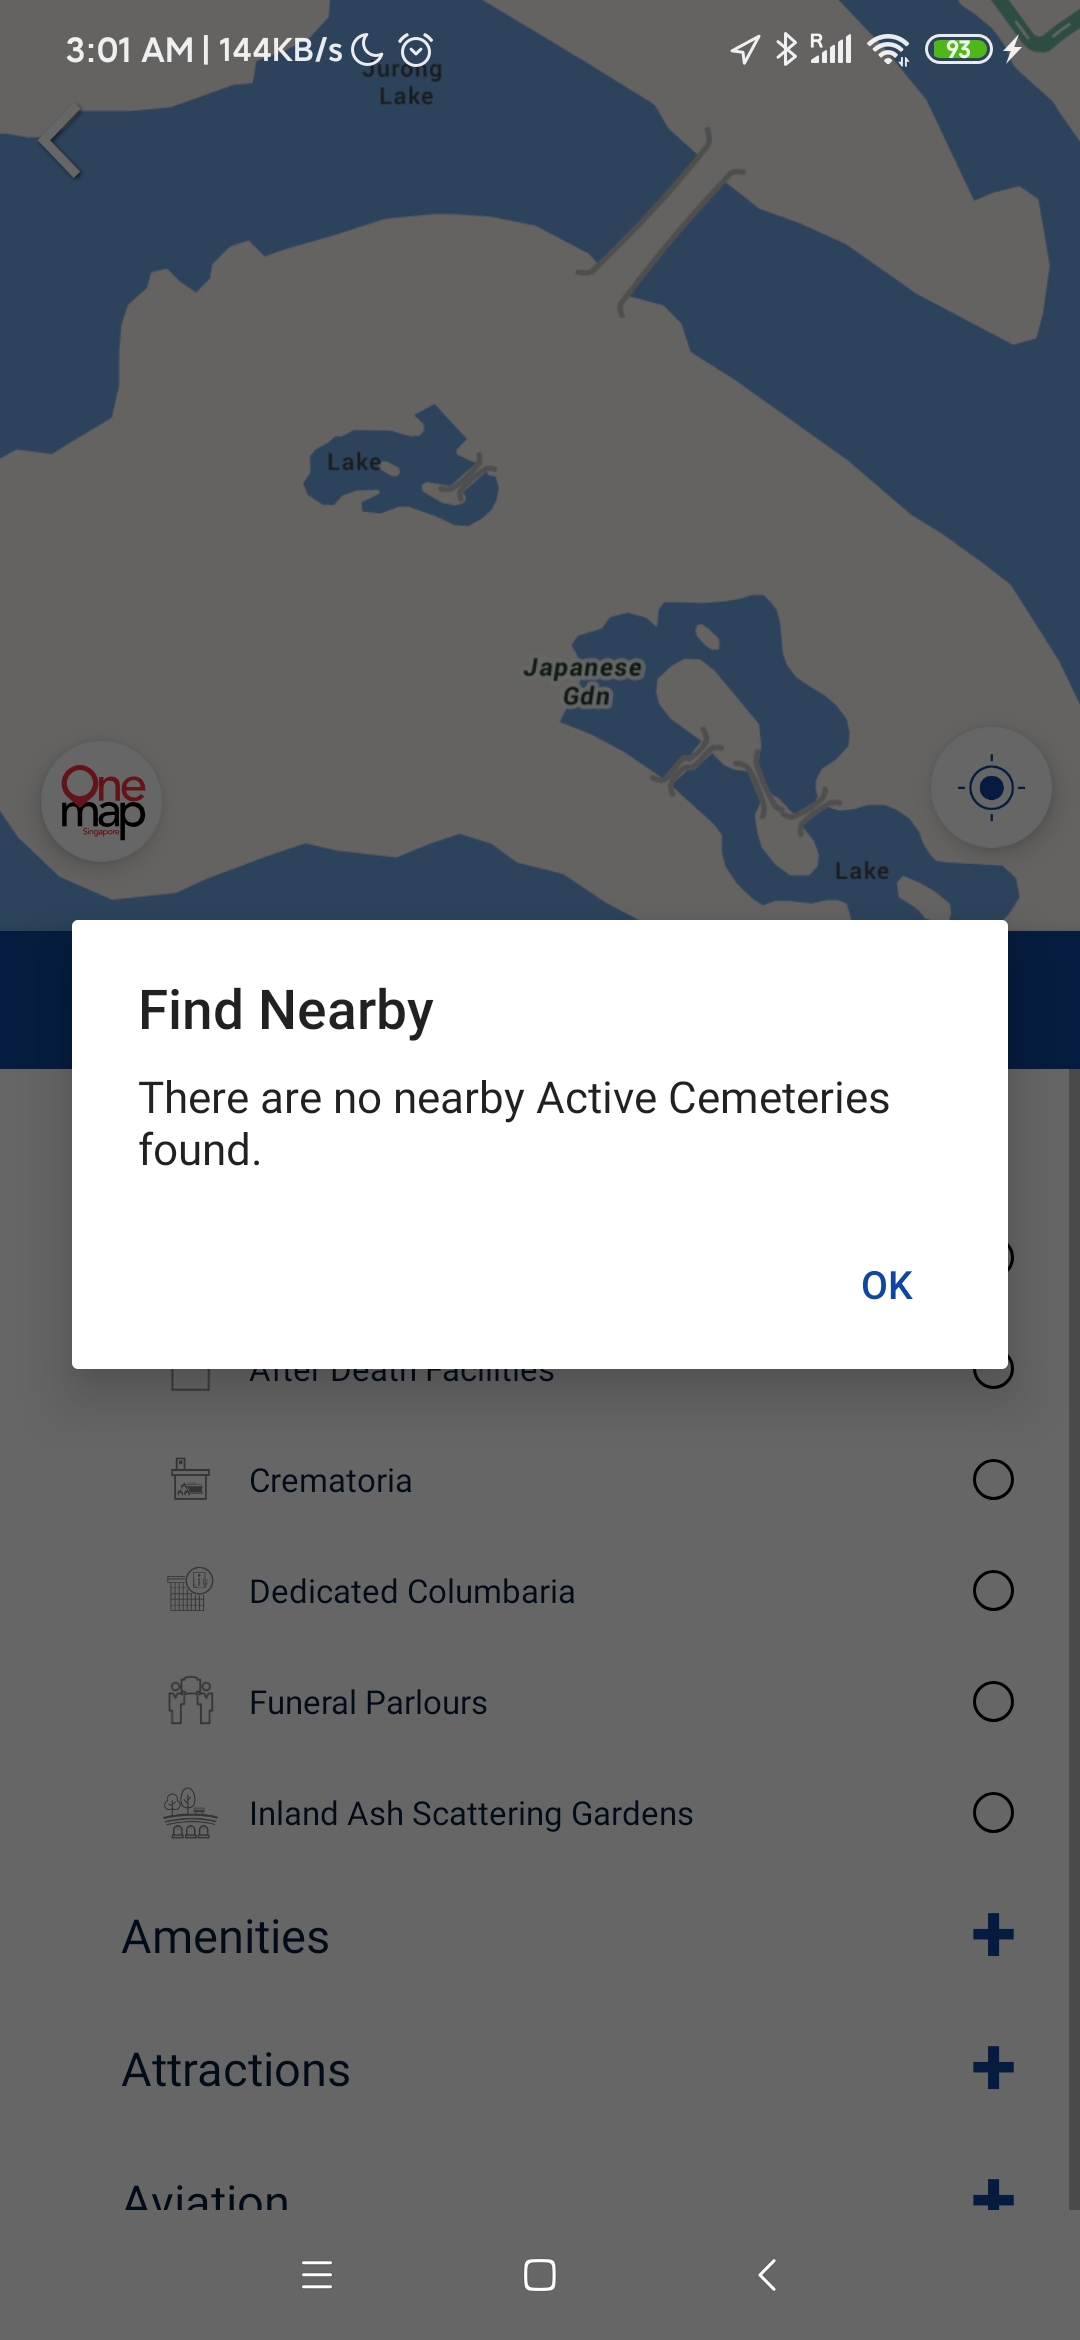 3:01 AM | 144KB/s
R
93
Jurong
Lake
Lake
Japanese
Gdn
One
map
Singapore
Lake
Find Nearby
There are no nearby Active Cemeteries
found.
OK
After Death Facilities
Crematoria
Dedicated Columbaria
Funeral Parlours
Inland Ash Scattering Gardens
Amenities
Attractions
Aviation